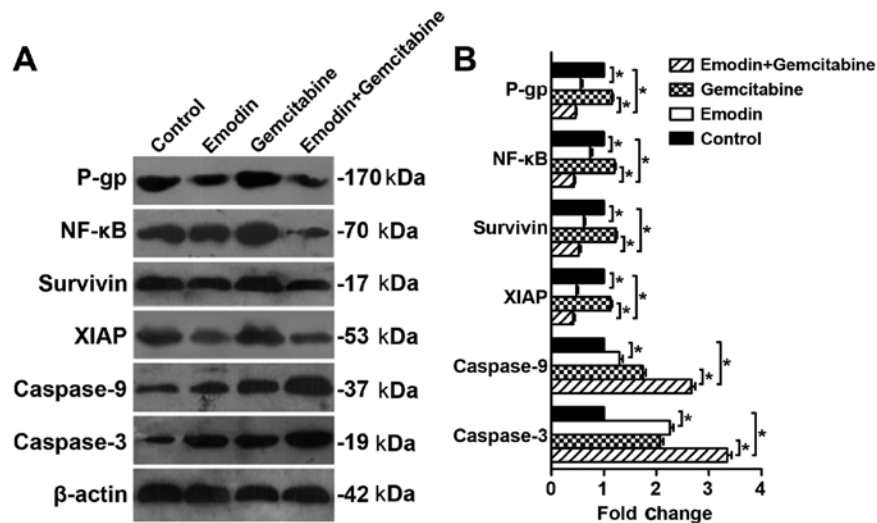 A
Control
Emodin
Gemcitabine
Emodin+Gemcitabine
P-gp
-170 kDa
NF-κB
-70 kDa
Survivin
-17 kDa
XIAP
-53 kDa
Caspase-9
-37 kDa
Caspase-3
-19 kDa
β-actin
-42 kDa
B
P-gp
* * *
NF-κB
* * *
Survivin
* * *
XIAP
* * *
Caspase-9
* * *
Caspase-3
* * *
0 1 2 3 4
Fold Change
Emodin+Gemcitabine
Gemcitabine
Emodin
Control